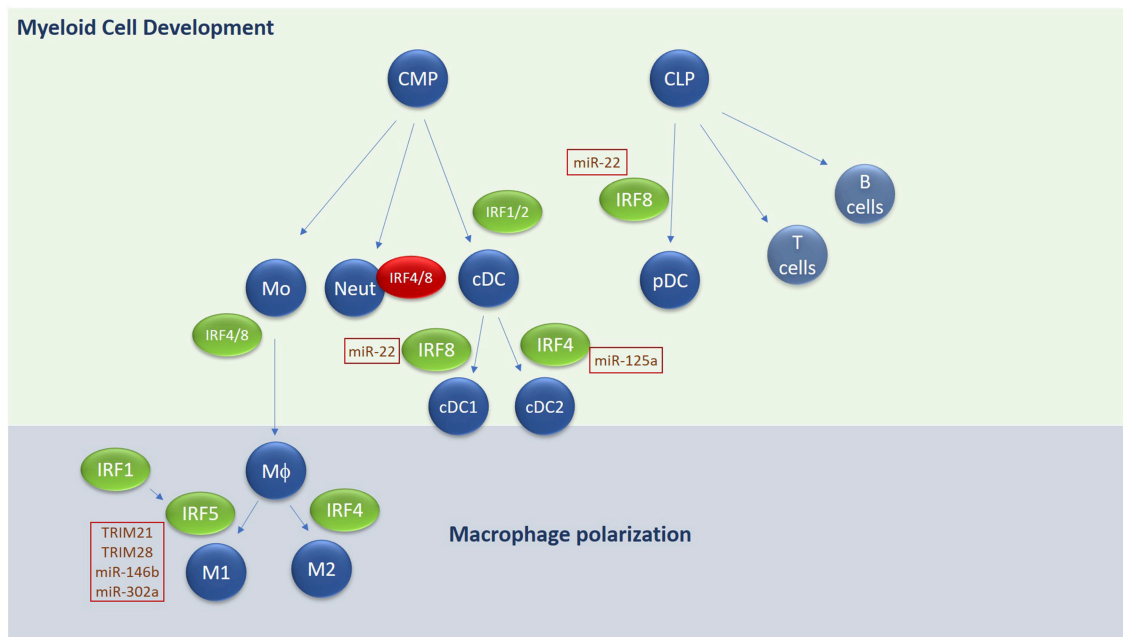 Myeloid Cell Development
CMP
CLP
miR-22
IRF8
B
cells
IRF1/2
T
cells
Mo
Neut
IRF4/8
cDC
pDC
IRF4/8
miR-22
IRF8
IRF4
miR-125a
cDC1
cDC2
IRF1
Mϕ
IRF5
IRF4
TRIM21
TRIM28
miR-146b
miR-302a
M1
M2
Macrophage polarization